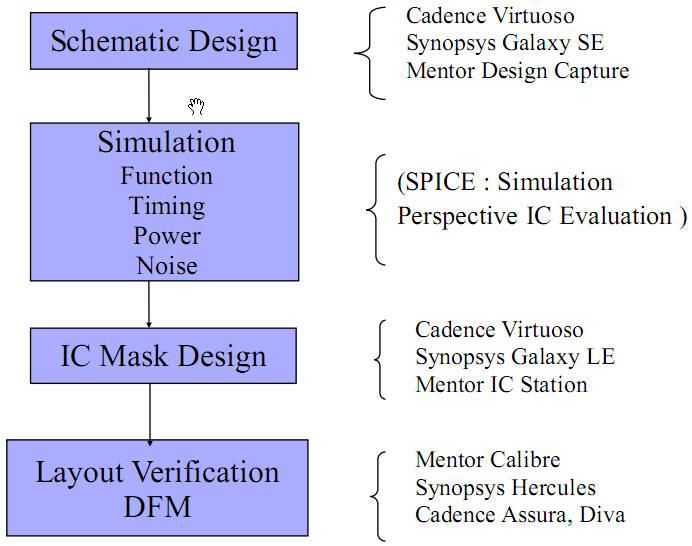 Schematic Design
Cadence Virtuoso
Synopsys Galaxy SE
Mentor Design Capture
Simulation
Function
Timing
Power
Noise
(SPICE : Simulation
Perspective IC Evaluation )
IC Mask Design
Cadence Virtuoso
Synopsys Galaxy LE
Mentor IC Station
Layout Verification
DFM
Mentor Calibre
Synopsys Hercules
Cadence Assura, Diva